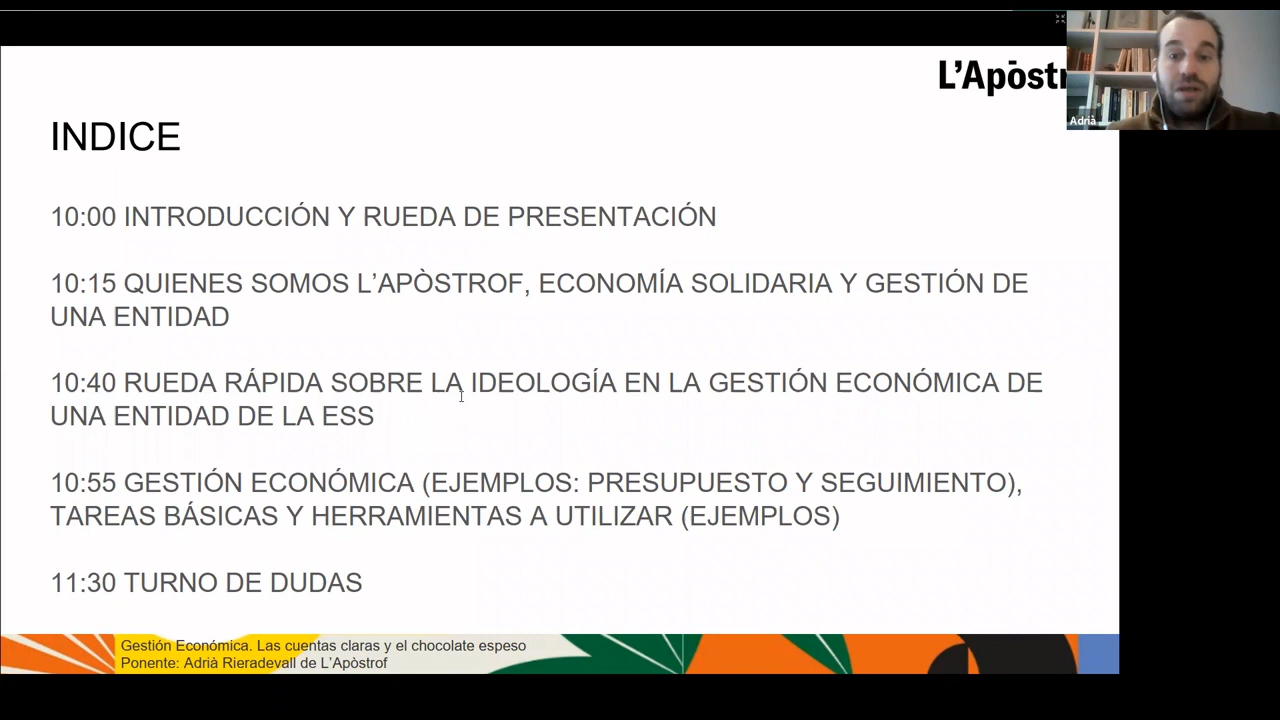 L'Apòstr
Adrià
INDICE
10:00 INTRODUCCIÓN Y RUEDA DE PRESENTACIÓN
10:15 QUIENES SOMOS L'APÒSTROF, ECONOMÍA SOLIDARIA Y GESTIÓN DE
UNA ENTIDAD
10:40 RUEDA RÁPIDA SOBRE LA IDEOLOGÍA EN LA GESTIÓN ECONÓMICA DE
UNA ENTIDAD DE LA ESS
10:55 GESTIÓN ECONÓMICA (EJEMPLOS: PRESUPUESTO Y SEGUIMIENTO),
TAREAS BÁSICAS Y HERRAMIENTAS A UTILIZAR (EJEMPLOS)
11:30 TURNO DE DUDAS
Gestión Económica. Las cuentas claras y el chocolate espeso
Ponente: Adrià Rieradevall de L'Apòstrof